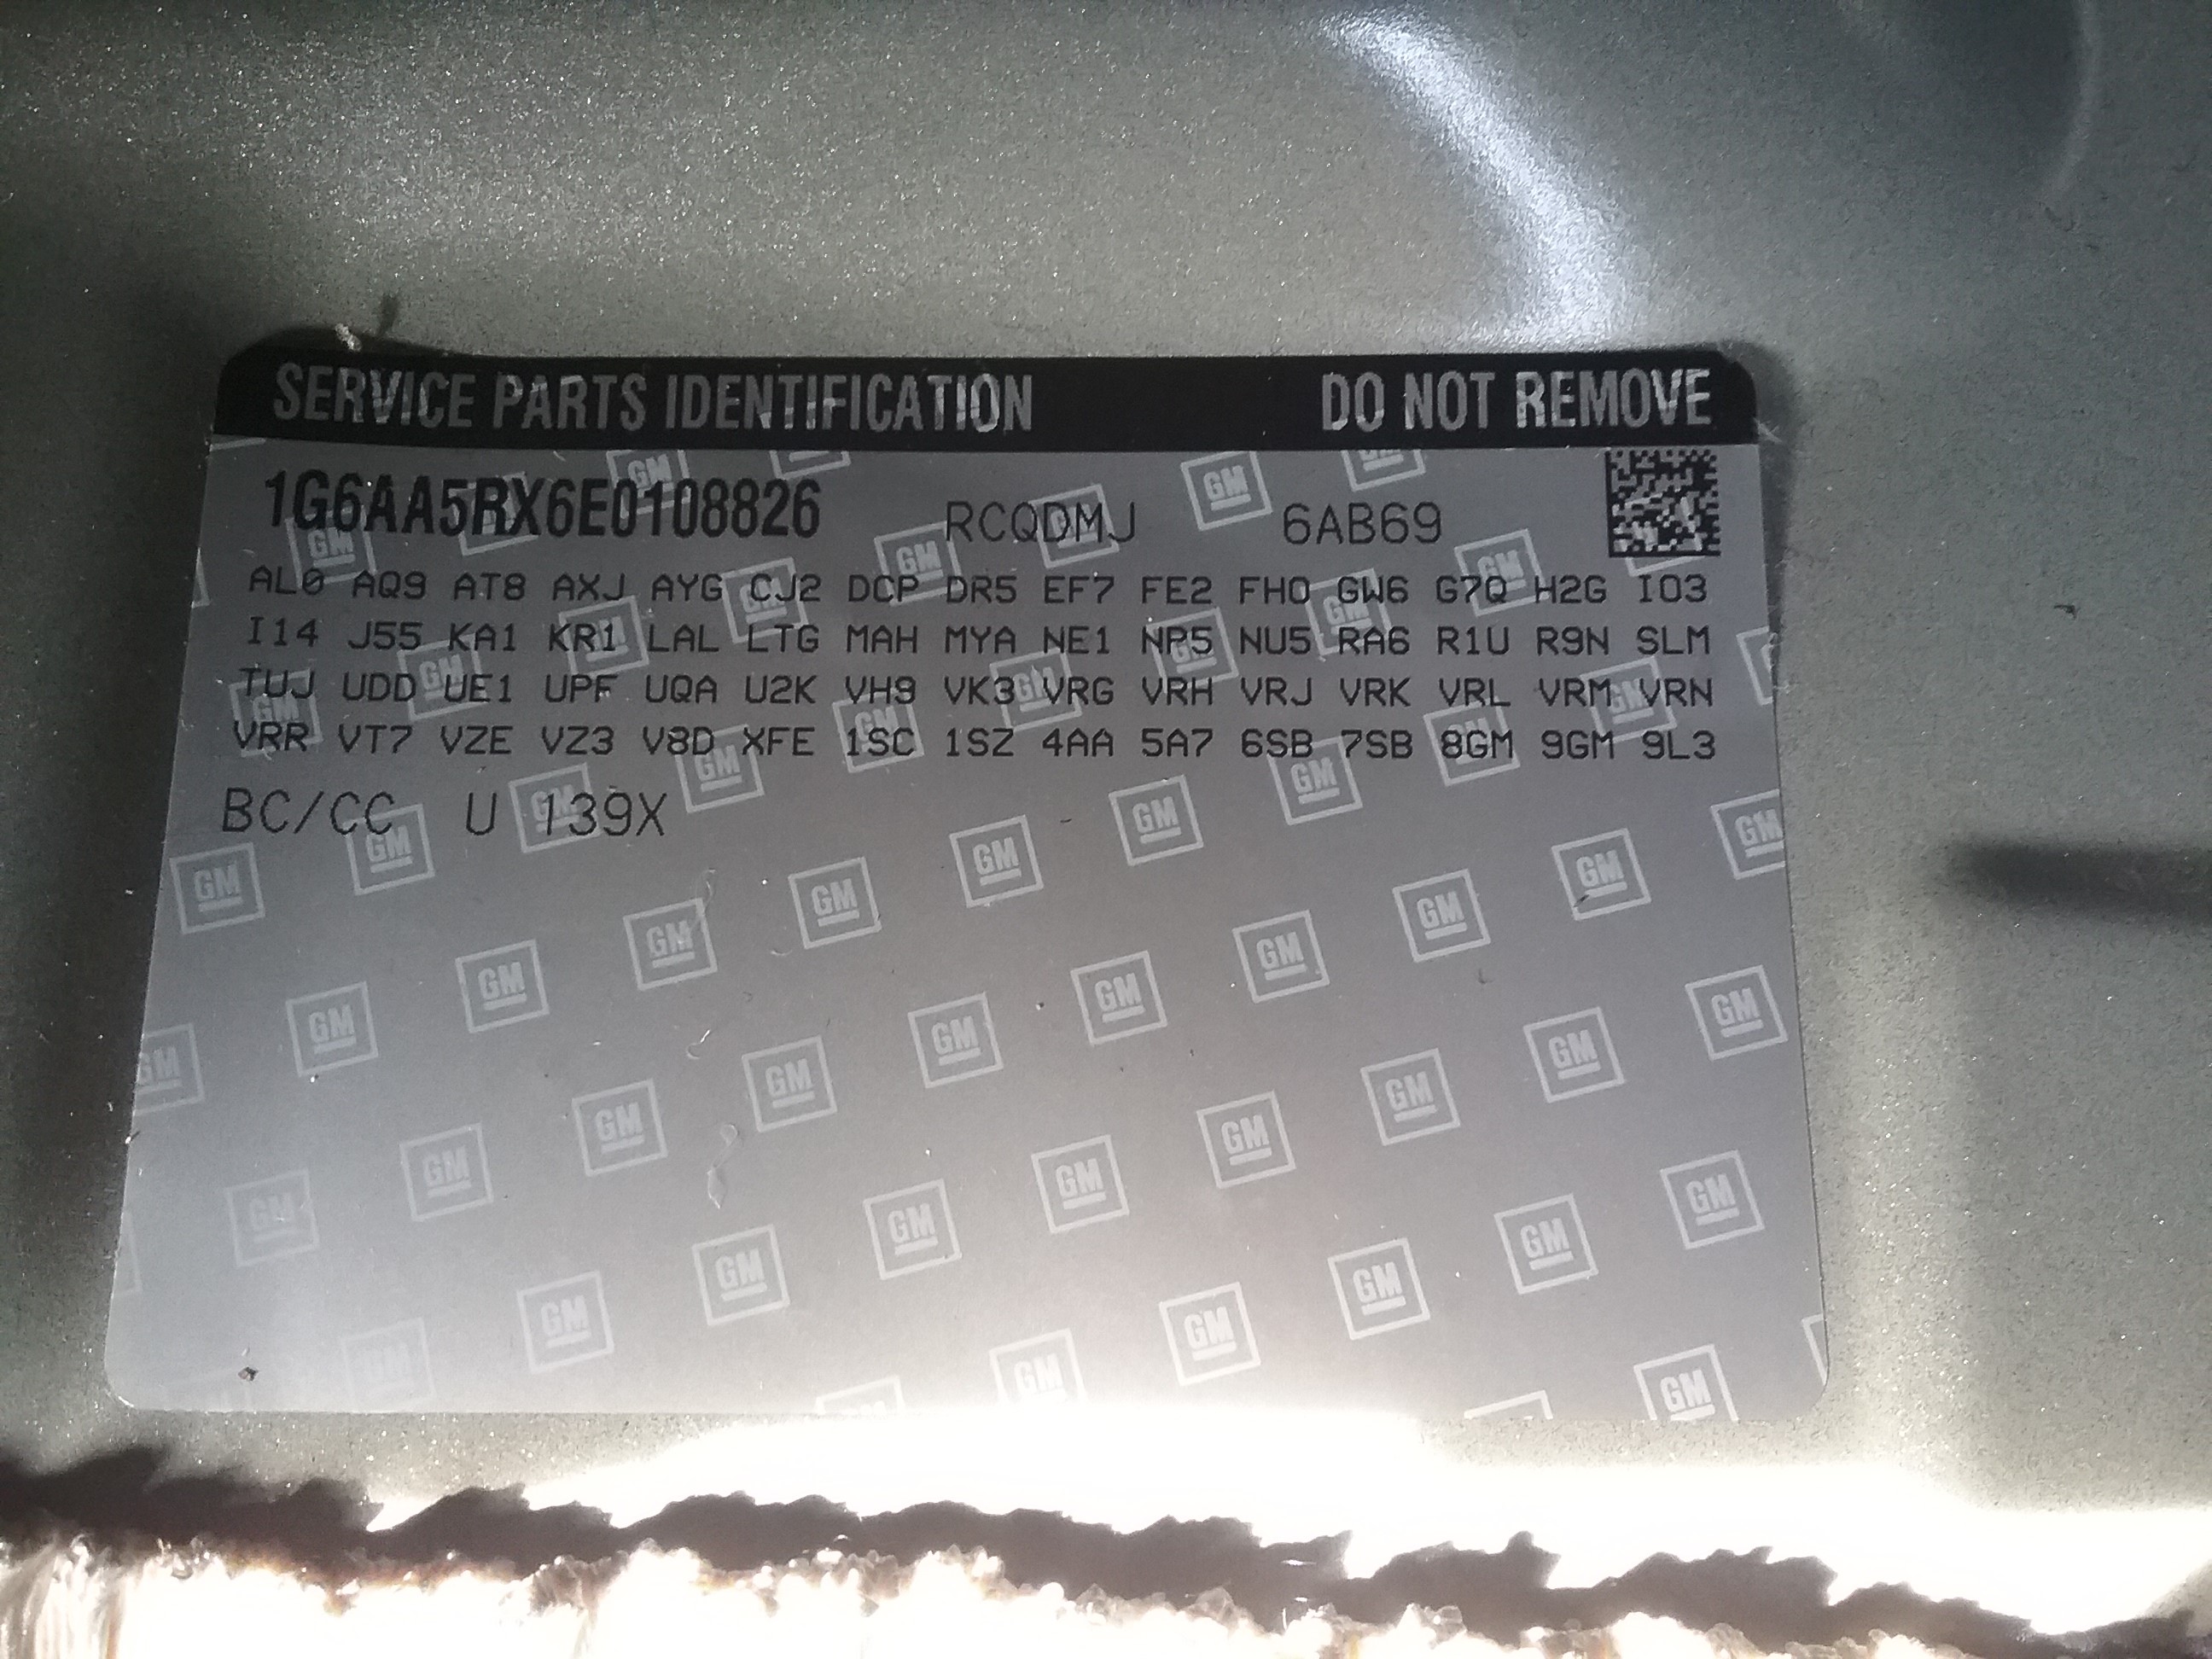 SERVICE PARTS IDENTIFICATION DO NOT REMOVE
1G6AA5RX6E0108826 RCQDMJ 6AB69
AL0 AQ9 AT8 AXJ AYG CJ2 DCP DR5 EF7 FE2 FHO GW6 G7Q H2G IO3
I14 J55 KA1 KR1 LAL LTG MAH MYA NE1 NP5 NU5 RA6 R1U R9N SLM
TUJ UDD UE1 UPF UQA U2K VH9 VK3 VRG VRH VRJ VRK VRL VRM VRN
VRR VT7 VZE VZ3 V8D XFE 1SC 1SZ 4AA 5A7 6SB 7SB 8GM 9GM 9L3
BC/CC U 139X